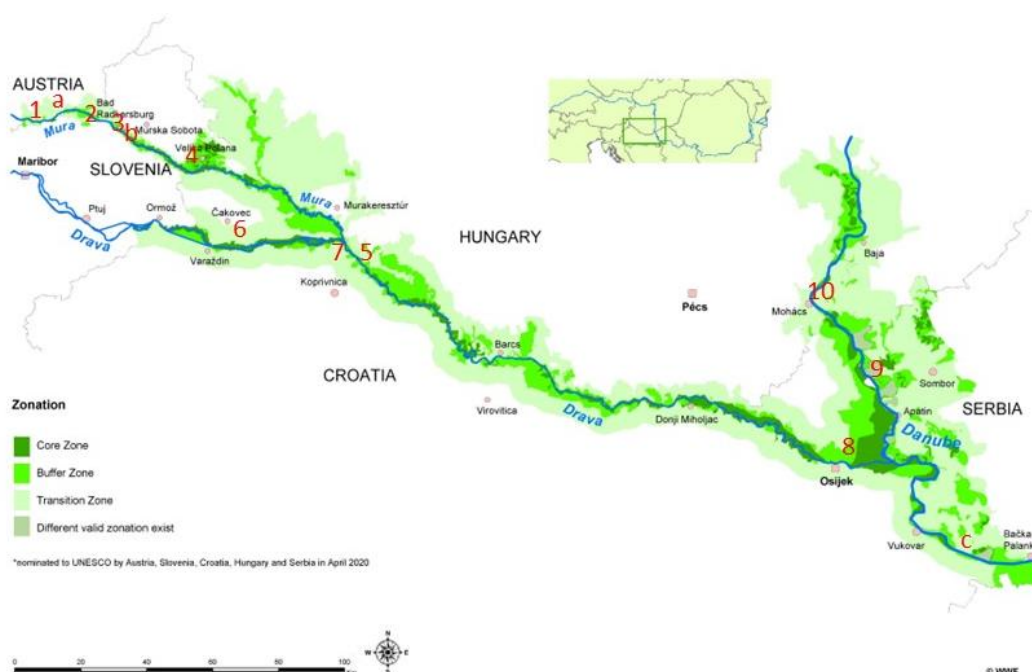 AUSTRIA
1
a
2
Bad
Radkersburg
3
Mura
b
Murska Sobota
4
Velika Polana
Maribor
SLOVENIA
Mura
Murakeresztúr
Ptuj
Ormož
Čakovec
6
Drava
Varaždin
7
5
HUNGARY
Koprivnica
Baja
10
Mohács
Pécs
Barcs
CROATIA
9
Sombor
Virovitica
Drava
Donji Miholjac
Apatin
SERBIA
Danube
8
Osijek
Vukovar
c
Bačka
Palank
Zonation
Core Zone
Buffer Zone
Transition Zone
Different valid zonation exist
*nominated to UNESCO by Austria, Slovenia, Croatia, Hungary and Serbia in April 2020
N
W
E
S
0 20 40 60 80 100
© WWF